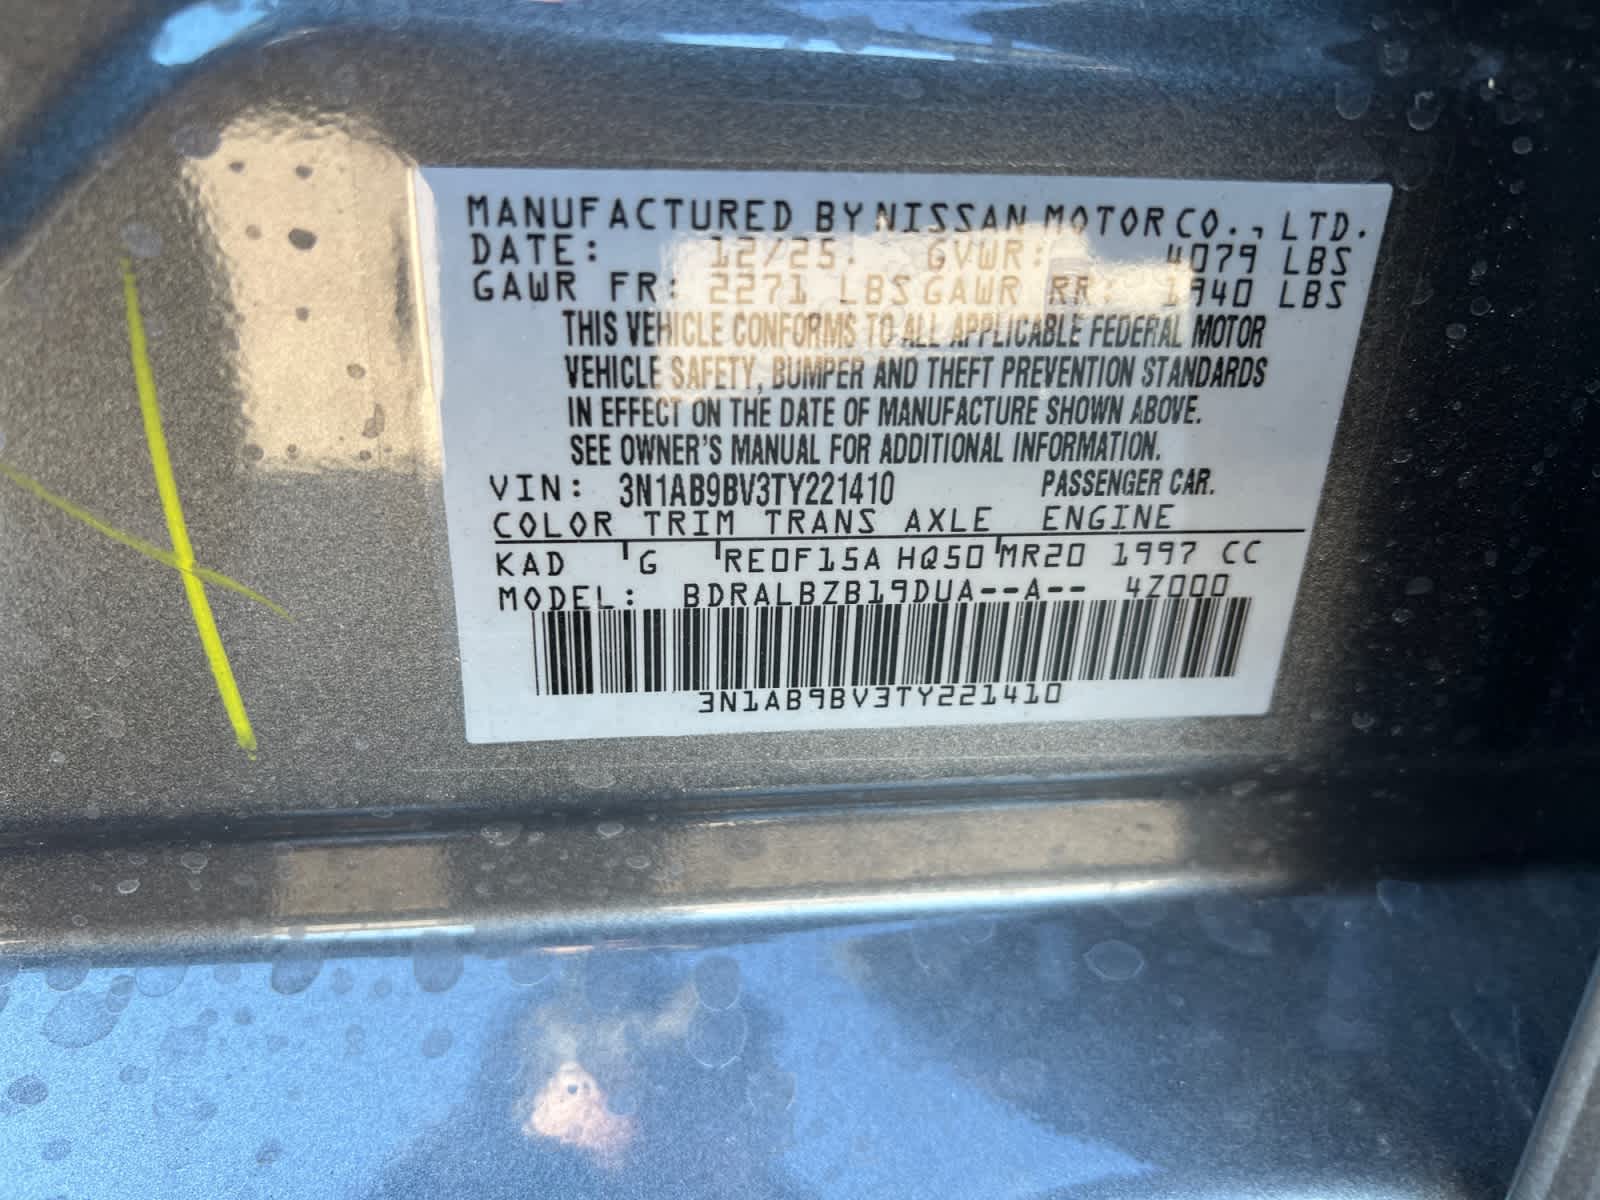 MANUFACTURED BY NISSAN MOTOR CO., LTD.
DATE: 12/25. GVWR: 4079 LBS
GAWR FR: 2271 LBS GAWR RR: 1940 LBS
THIS VEHICLE CONFORMS TO ALL APPLICABLE FEDERAL MOTOR
VEHICLE SAFETY, BUMPER AND THEFT PREVENTION STANDARDS
IN EFFECT ON THE DATE OF MANUFACTURE SHOWN ABOVE.
SEE OWNER'S MANUAL FOR ADDITIONAL INFORMATION.
VIN: 3N1AB9BV3TY221410 PASSENGER CAR.
COLOR TRIM TRANS AXLE ENGINE
KAD G RE0F15A HQ50 MR20 1997 CC
MODEL: BDRALBZB19DUA--A-- 4Z000
3N1AB9BV3TY221410